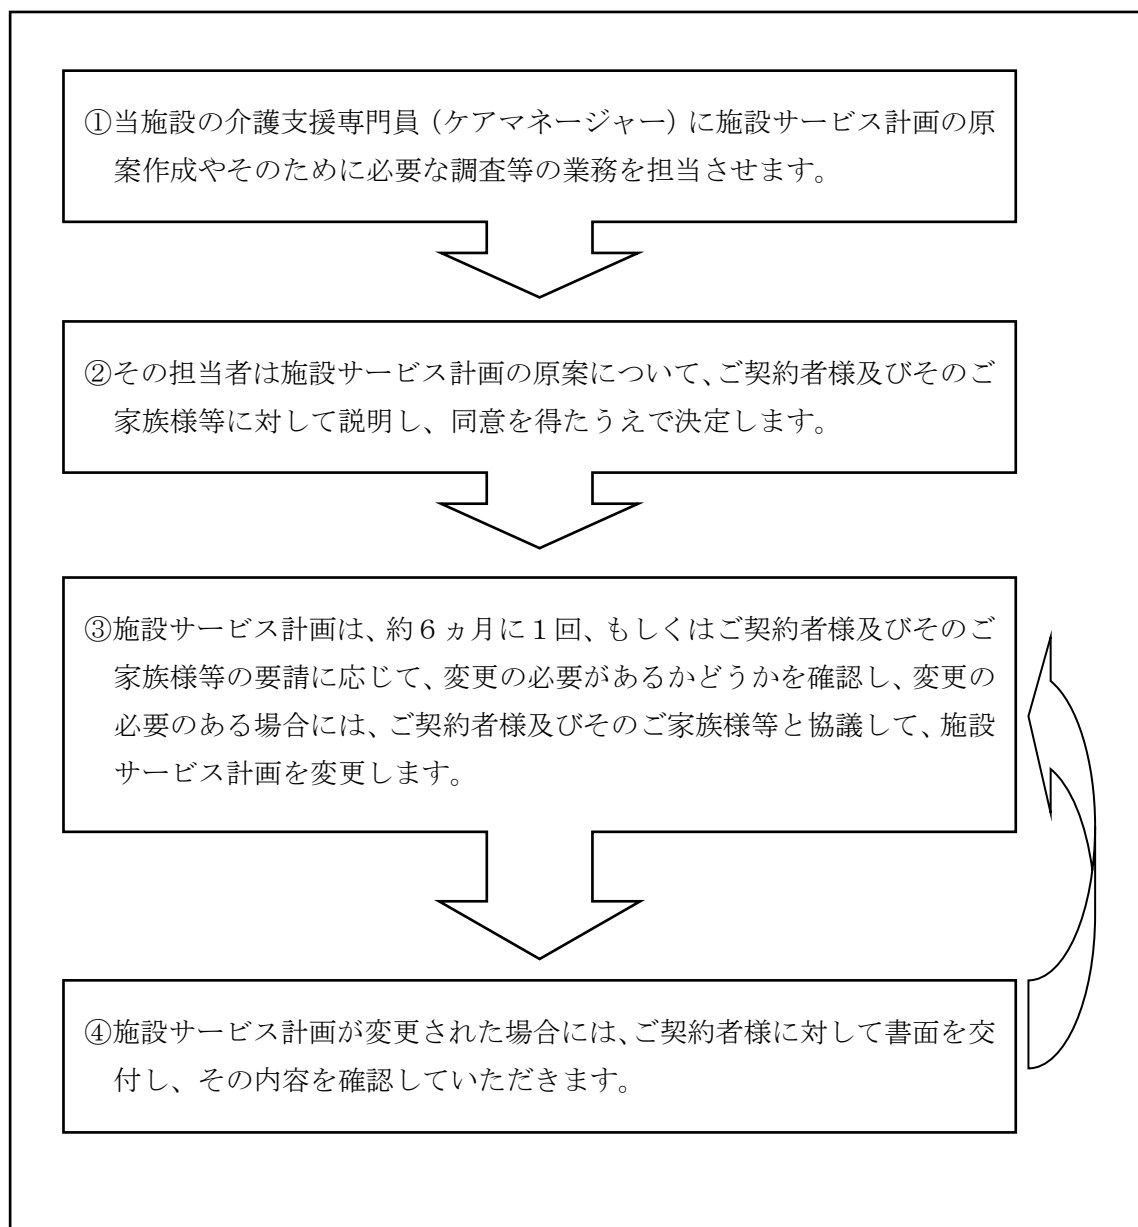 ①当施設の介護支援専門員（ケアマネージャー）に施設サービス計画の原
案作成やそのために必要な調査等の業務を担当させます。
②その担当者は施設サービス計画の原案について、ご契約者様及びそのご
家族様等に対して説明し、同意を得たうえで決定します。
③施設サービス計画は、約６ヵ月に１回、もしくはご契約者様及びそのご
家族様等の要請に応じて、変更の必要があるかどうかを確認し、変更の
必要のある場合には、ご契約者様及びそのご家族様等と協議して、施設
サービス計画を変更します。
④施設サービス計画が変更された場合には、ご契約者様に対して書面を交
付し、その内容を確認していただきます。